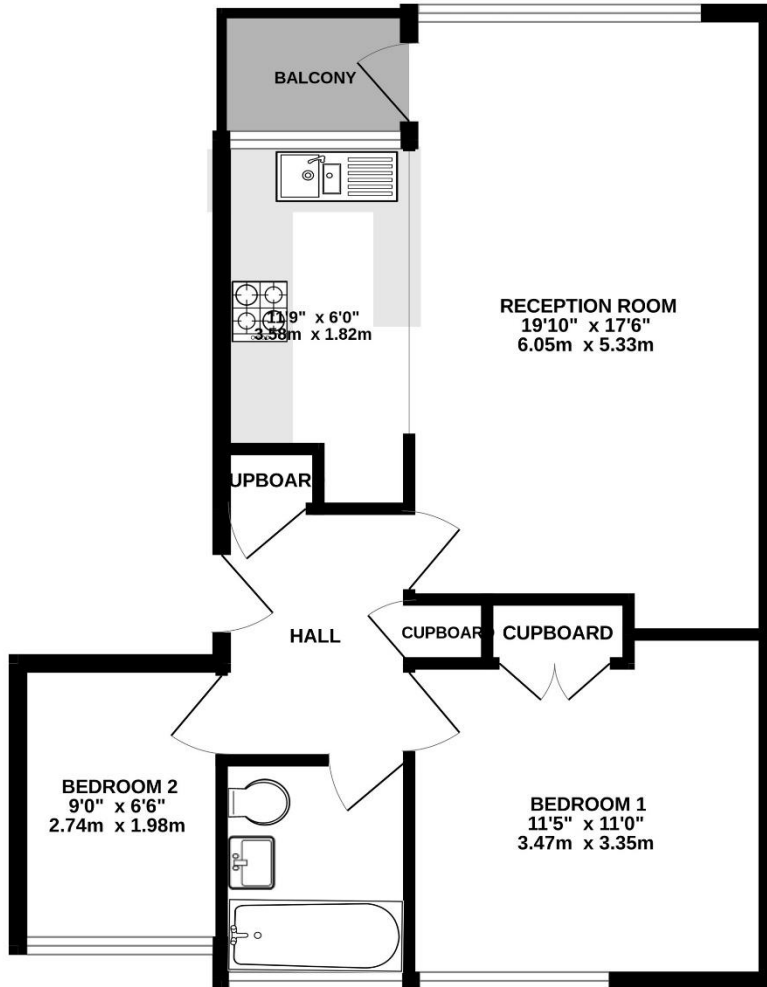 BALCONY
RECEPTION ROOM
19'10" x 17'6"
6.05m x 5.33m
11'9" x 6'0"
3.58m x 1.82m
UPBOAR
HALL
CUPBOARD
CUPBOARD
BEDROOM 2
9'0" x 6'6"
2.74m x 1.98m
BEDROOM 1
11'5" x 11'0"
3.47m x 3.35m